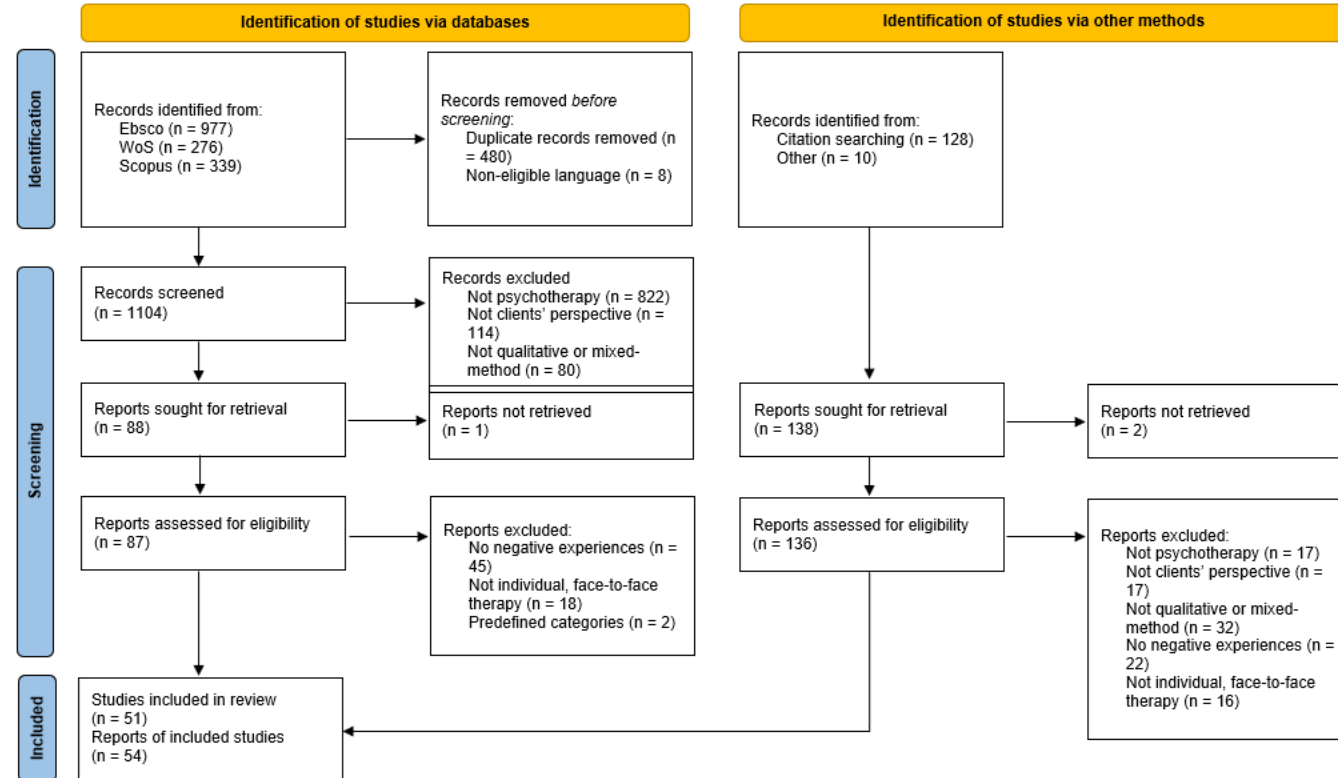 Identification of studies via databases
Identification of studies via other methods
Identification
Records identified from:
Ebsco (n = 977)
WoS (n = 276)
Scopus (n = 339)
Records removed before
screening:
Duplicate records removed (n
= 480)
Non-eligible language (n = 8)
Records identified from:
Citation searching (n = 128)
Other (n = 10)
Screening
Records screened
(n = 1104)
Records excluded
Not psychotherapy (n = 822)
Not clients’ perspective (n =
114)
Not qualitative or mixed-
method (n = 80)
Reports sought for retrieval
(n = 88)
Reports not retrieved
(n = 1)
Reports sought for retrieval
(n = 138)
Reports not retrieved
(n = 2)
Reports assessed for eligibility
(n = 87)
Reports excluded:
No negative experiences (n =
45)
Not individual, face-to-face
therapy (n = 18)
Predefined categories (n = 2)
Reports assessed for eligibility
(n = 136)
Reports excluded:
Not psychotherapy (n = 17)
Not clients’ perspective (n =
17)
Not qualitative or mixed-
method (n = 32)
No negative experiences (n =
22)
Not individual, face-to-face
therapy (n = 16)
Included
Studies included in review
(n = 51)
Reports of included studies
(n = 54)